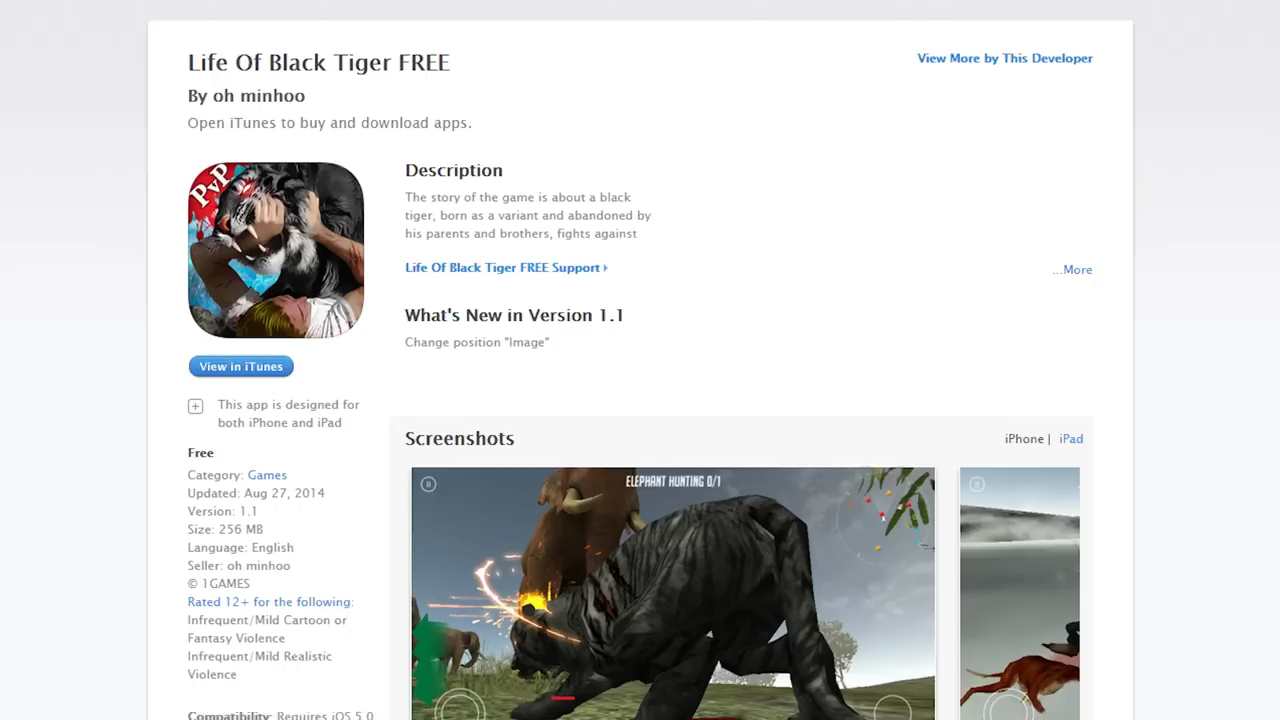 Life Of Black Tiger FREE
View More by This Developer
By oh minhoo
Open iTunes to buy and download apps.
PvP
Description
The story of the game is about a black
tiger, born as a variant and abandoned by
his parents and brothers, fights against
Life Of Black Tiger FREE Support
...More
What's New in Version 1.1
Change position "Image"
View in iTunes
This app is designed for
both iPhone and iPad
Free
Category: Games
Updated: Aug 27, 2014
Version: 1.1
Size: 256 MB
Language: English
Seller: oh minhoo
© 1GAMES
Rated 12+ for the following:
Infrequent/Mild Cartoon or
Fantasy Violence
Infrequent/Mild Realistic
Violence
Compatibility: Requires iOS 5.0
Screenshots
iPhone | iPad
ELEPHANT HUNTING 0/1